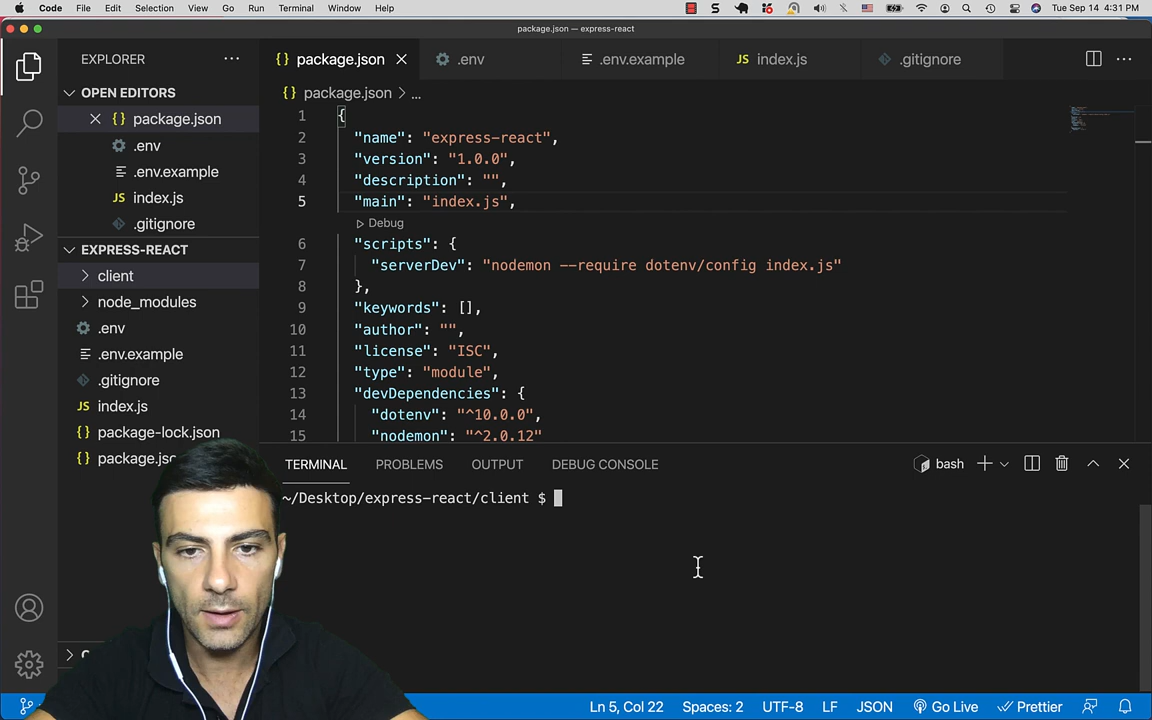 Code File Edit Selection View Go Run Terminal Window Help Tue Sep 14 4:31 PM
package.json — express-react
EXPLORER
package.json
.env
.env.example
JS index.js
.gitignore
OPEN EDITORS
{} package.json
.env
.env.example
JS index.js
.gitignore
EXPRESS-REACT
client
node_modules
.env
.env.example
.gitignore
JS index.js
{} package-lock.json
{} package.jso
{} package.json > ...
1 {
2 "name": "express-react",
3 "version": "1.0.0",
4 "description": "",
5 "main": "index.js",
Debug
6 "scripts": {
7 "serverDev": "nodemon --require dotenv/config index.js"
8 },
9 "keywords": [],
10 "author": "",
11 "license": "ISC",
12 "type": "module",
13 "devDependencies": {
14 "dotenv": "^10.0.0",
15 "nodemon": "^2.0.12"
TERMINAL PROBLEMS OUTPUT DEBUG CONSOLE
bash
~/Desktop/express-react/client $
Ln 5, Col 22 Spaces: 2 UTF-8 LF JSON Go Live Prettier